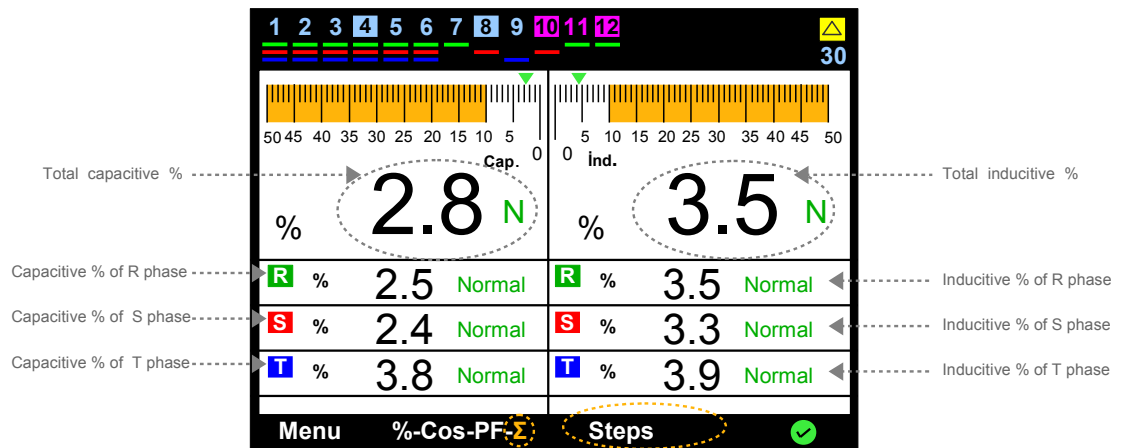 1 2 3 4 5 6 7 8 9 10 11 12
30
50 45 40 35 30 25 20 15 10 5 0
0 5 10 15 20 25 30 35 40 45 50
Cap.
ind.
Total capacitive %
% 2.8 N
% 3.5 N
Total inductive %
Capacitive % of R phase
R % 2.5 Normal
R % 3.5 Normal
Inducitive % of R phase
Capacitive % of S phase
S % 2.4 Normal
S % 3.3 Normal
Inducitive % of S phase
Capacitive % of T phase
T % 3.8 Normal
T % 3.9 Normal
Inducitive % of T phase
Menu %-Cos-PF-Σ Steps